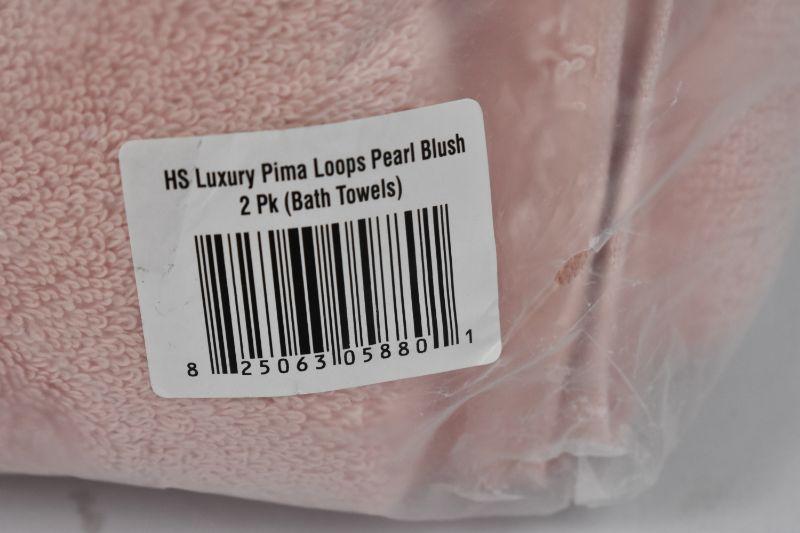 HS Luxury Pima Loops Pearl Blush
2 Pk (Bath Towels)
8 25063 05880 1